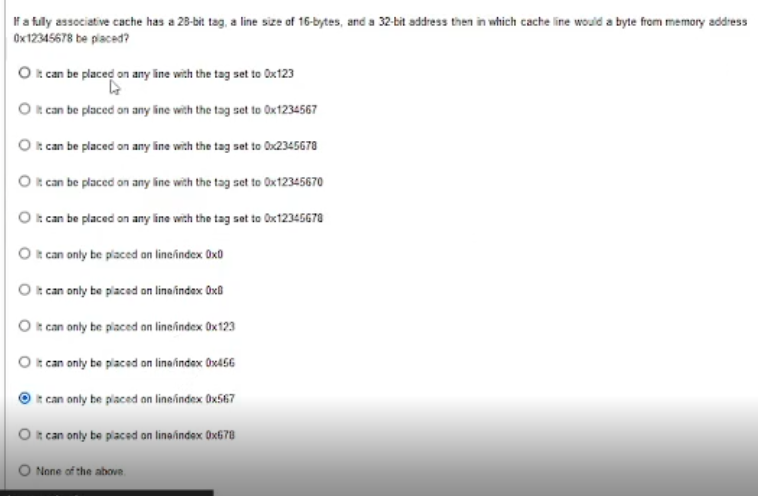 If a fully associative cache has a 28-bit tag, a line size of 16-bytes, and a 32-bit address then in which cache line would a byte from memory address
0x12345678 be placed?
It can be placed on any line with the tag set to 0x123
It can be placed on any line with the tag set to 0x1234567
It can be placed on any line with the tag set to 0x2345678
It can be placed on any line with the tag set to 0x12345670
It can be placed on any line with the tag set to 0x12345678
It can only be placed on line/index 0x0
It can only be placed on line/index 0x8
It can only be placed on line/index 0x123
It can only be placed on line/index 0x456
It can only be placed on line/index 0x567
It can only be placed on line/index 0x678
None of the above